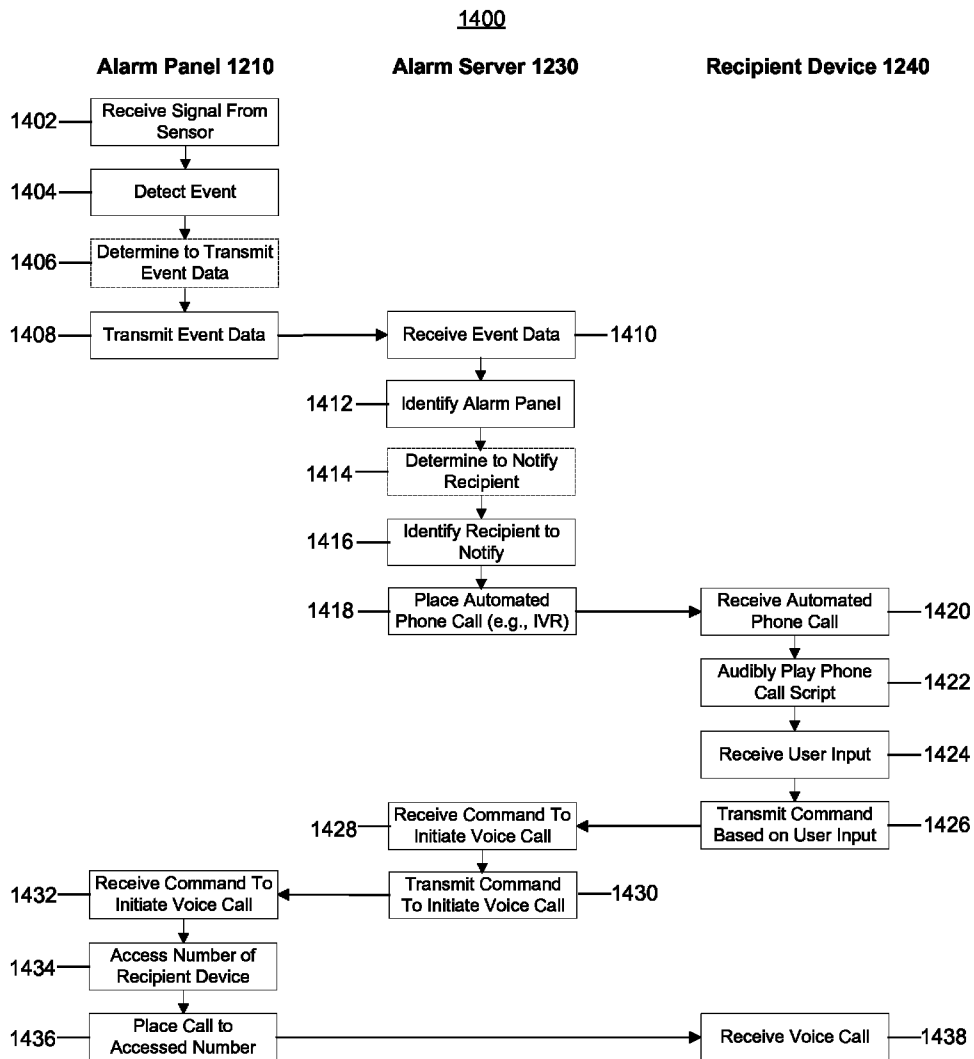 1400
Alarm Panel 1210
Alarm Server 1230
Recipient Device 1240
1402
Receive Signal From
Sensor
1404
Detect Event
1406
Determine to Transmit
Event Data
1408
Transmit Event Data
Receive Event Data
1410
1412
Identify Alarm Panel
1414
Determine to Notify
Recipient
1416
Identify Recipient to
Notify
1418
Place Automated
Phone Call (e.g., IVR)
Receive Automated
Phone Call
1420
Audibly Play Phone
Call Script
1422
Receive User Input
1424
1428
Receive Command To
Initiate Voice Call
Transmit Command
Based on User Input
1426
1432
Receive Command To
Initiate Voice Call
Transmit Command
To Initiate Voice Call
1430
1434
Access Number of
Recipient Device
1436
Place Call to
Accessed Number
Receive Voice Call
1438